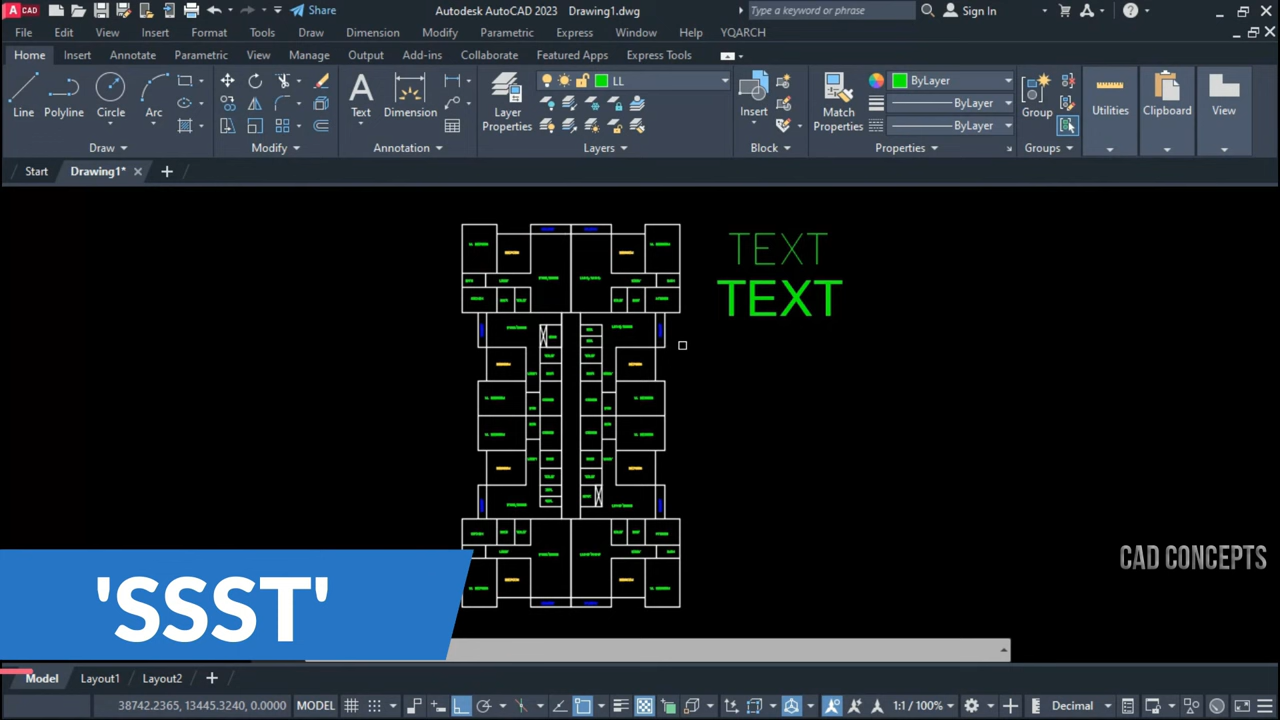 A CAD
Share
Autodesk AutoCAD 2023 Drawing1.dwg
Type a keyword or phrase
Sign In
File Edit View Insert Format Tools Draw Dimension Modify Parametric Express Window Help YQARCH
Home Insert Annotate Parametric View Manage Output Add-ins Collaborate Featured Apps Express Tools
LL
ByLayer
Line Polyline Circle Arc
Text Dimension
Layer Properties
Insert
Match Properties
ByLayer
ByLayer
Group
Utilities
Clipboard
View
Draw Modify Annotation Layers Block Properties Groups
Start Drawing1*
TEXT
TEXT
CAD CONCEPTS
'SSST'
Model Layout1 Layout2
38742.2365, 13445.3240, 0.0000 MODEL
1:1 / 100%
Decimal